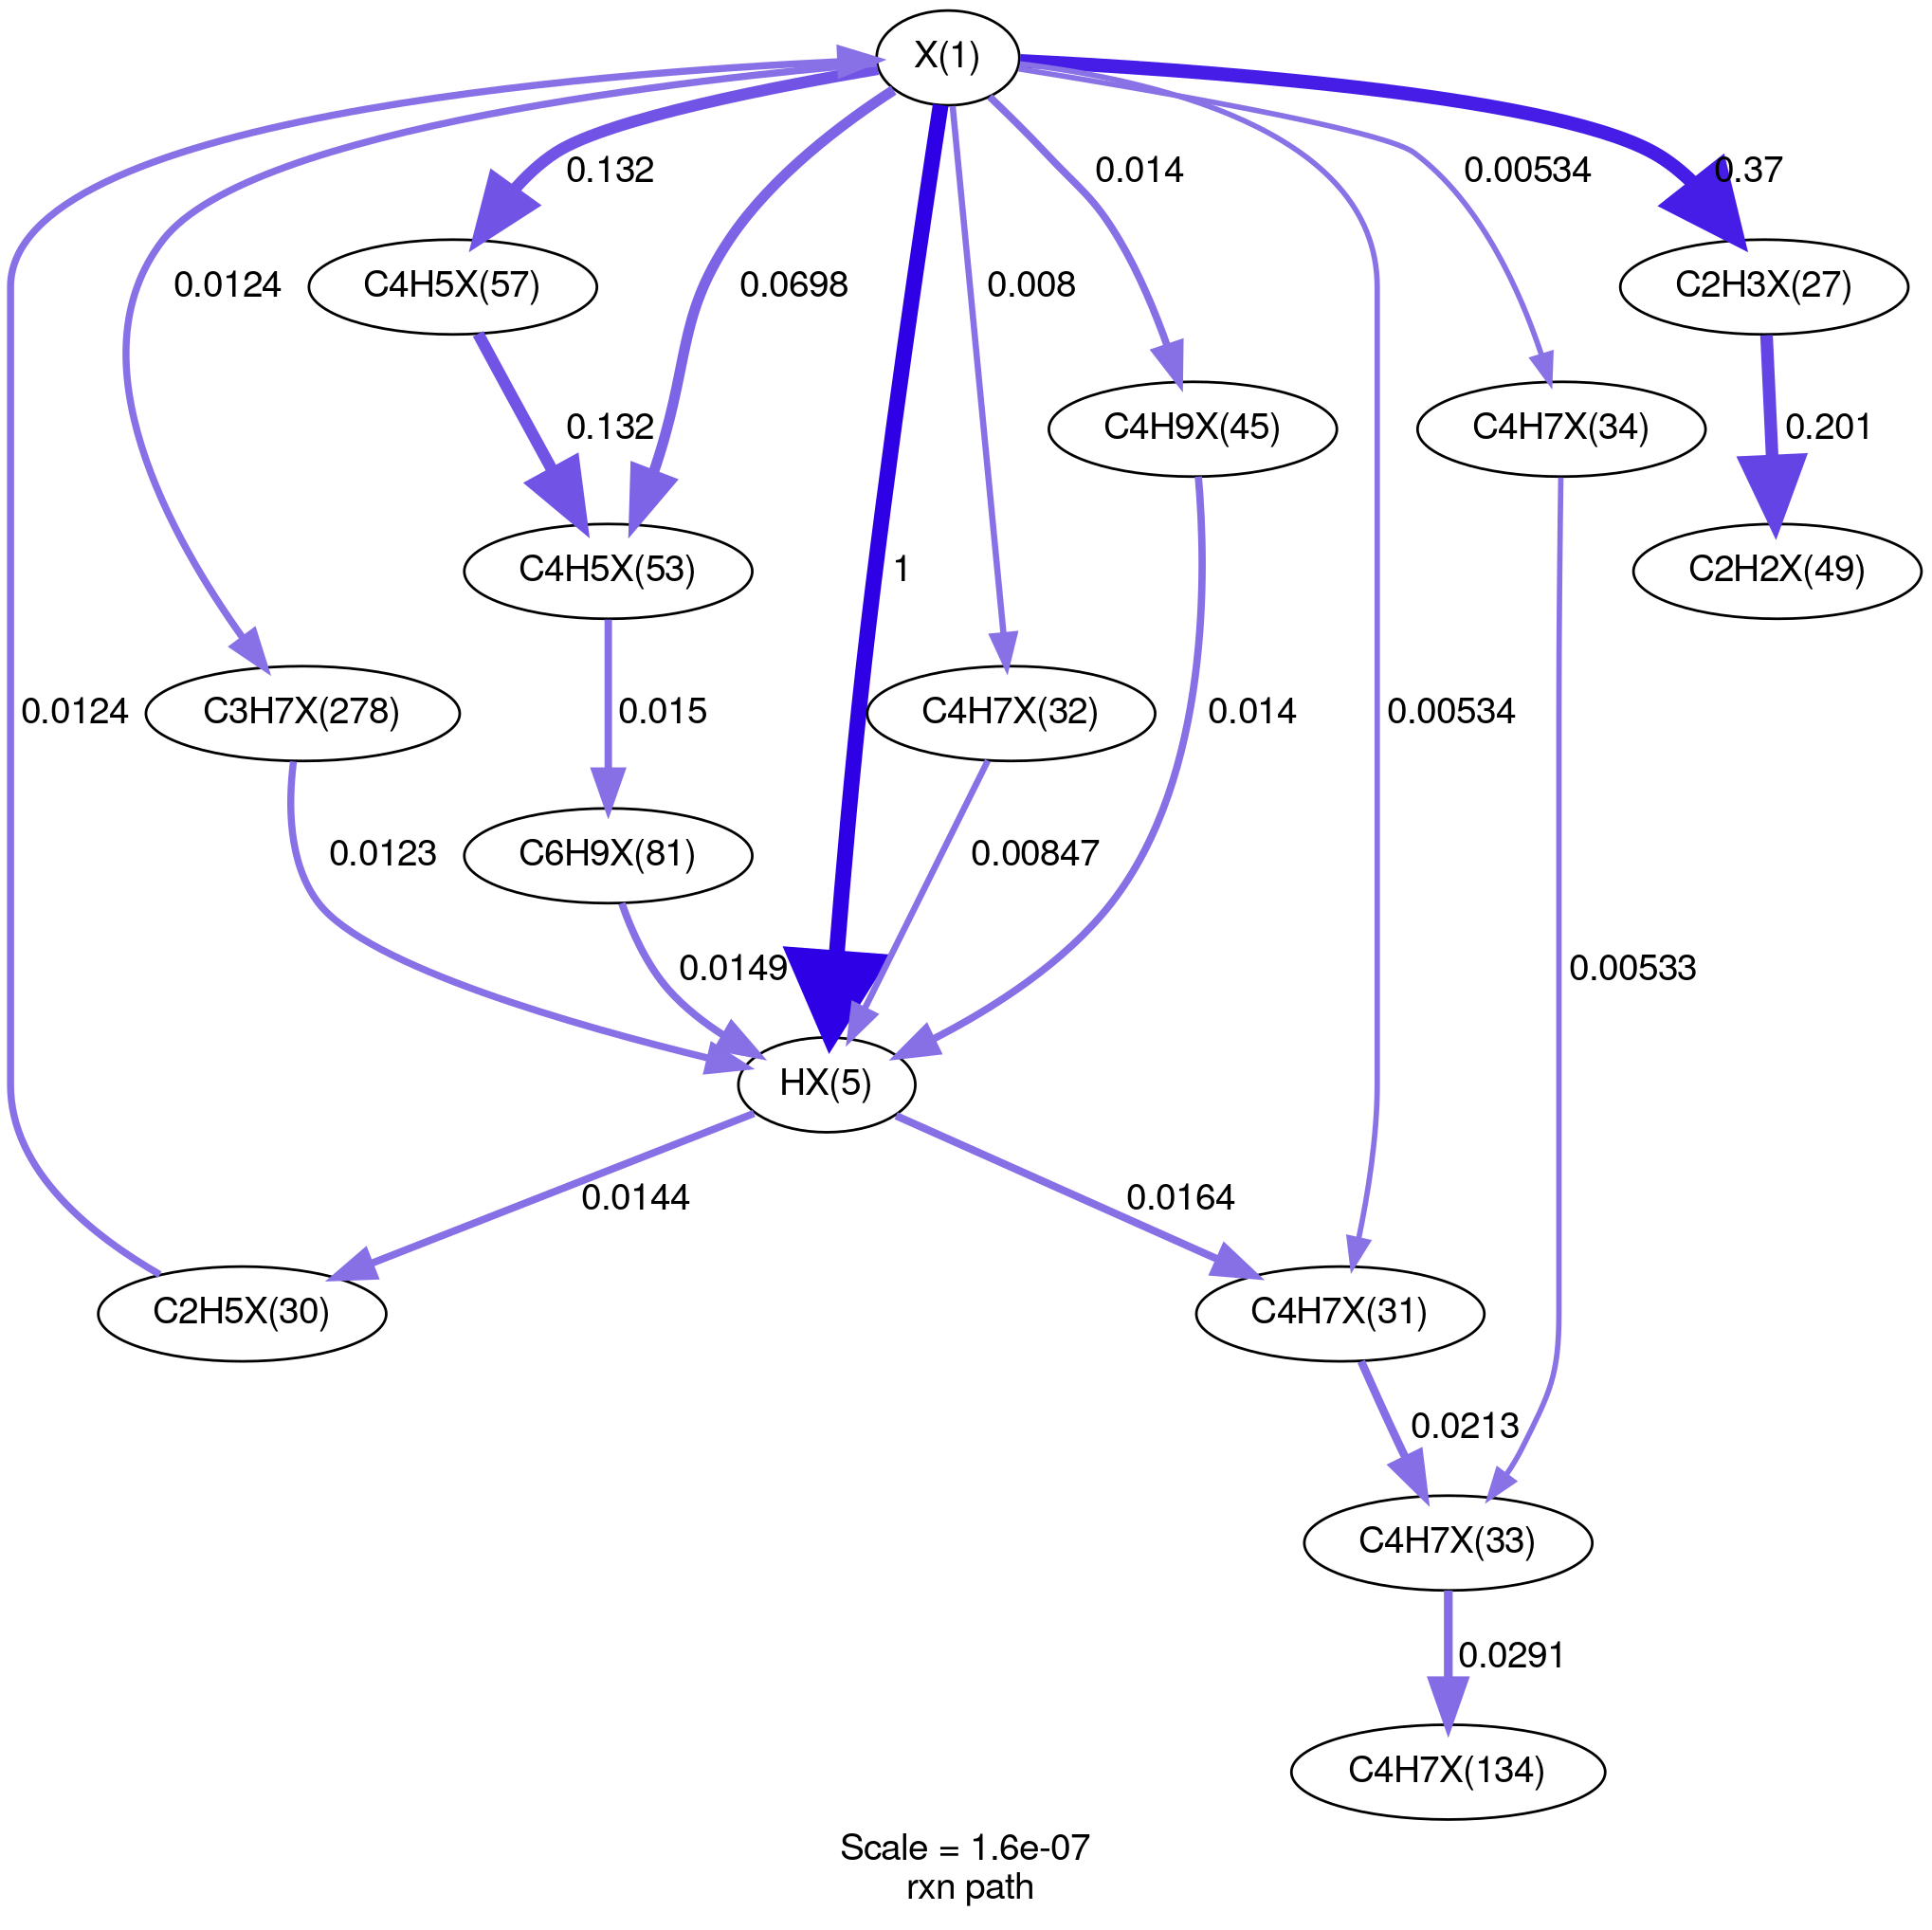 X(1)
0.132
0.014
0.00534
0.37
C4H5X(57)
0.0124
0.0698
0.008
C2H3X(27)
0.132
C4H9X(45)
C4H7X(34)
0.201
C4H5X(53)
1
C2H2X(49)
0.0124
C3H7X(278)
0.015
C4H7X(32)
0.014
0.00534
0.0123
C6H9X(81)
0.00847
0.0149
0.00533
HX(5)
0.0144
0.0164
C2H5X(30)
C4H7X(31)
0.0213
C4H7X(33)
0.0291
C4H7X(134)
Scale = 1.6e-07
rxn path